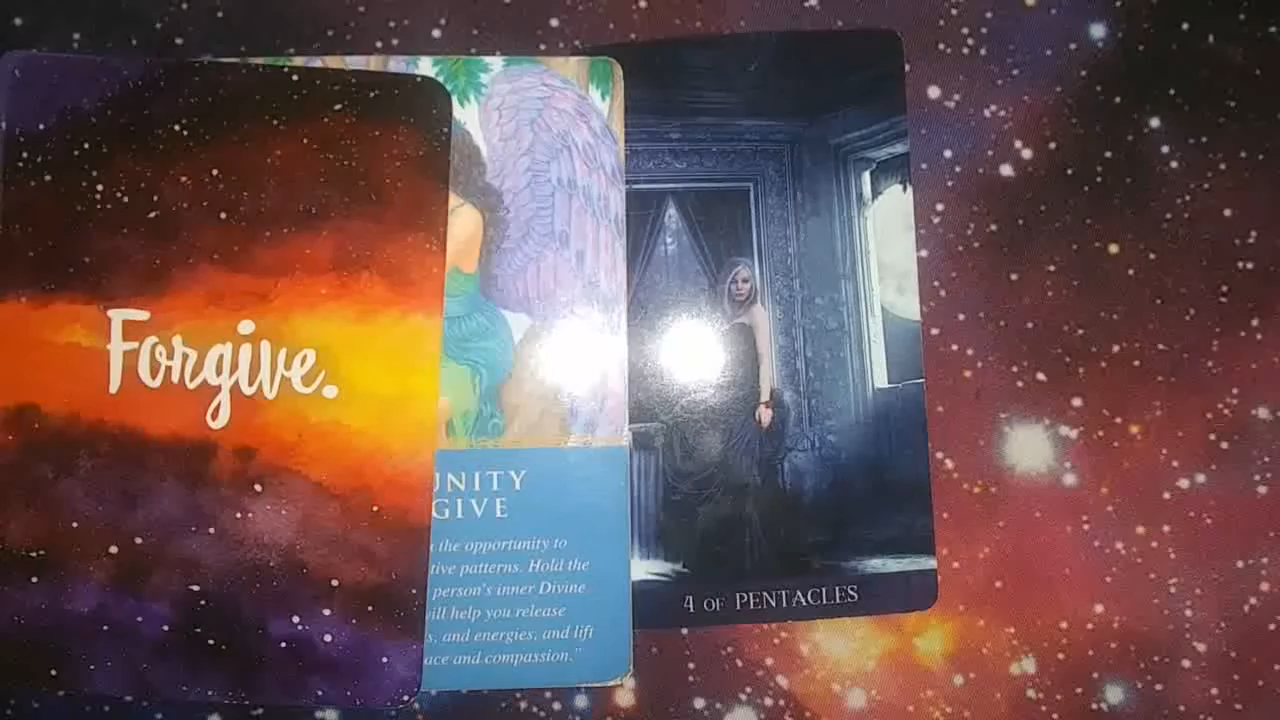 Forgive.
UNITY
GIVE
the opportunity to
tive patterns. Hold the
person's inner Divine
ill help you release
s, and energies, and lift
ace and compassion."
4 OF PENTACLES